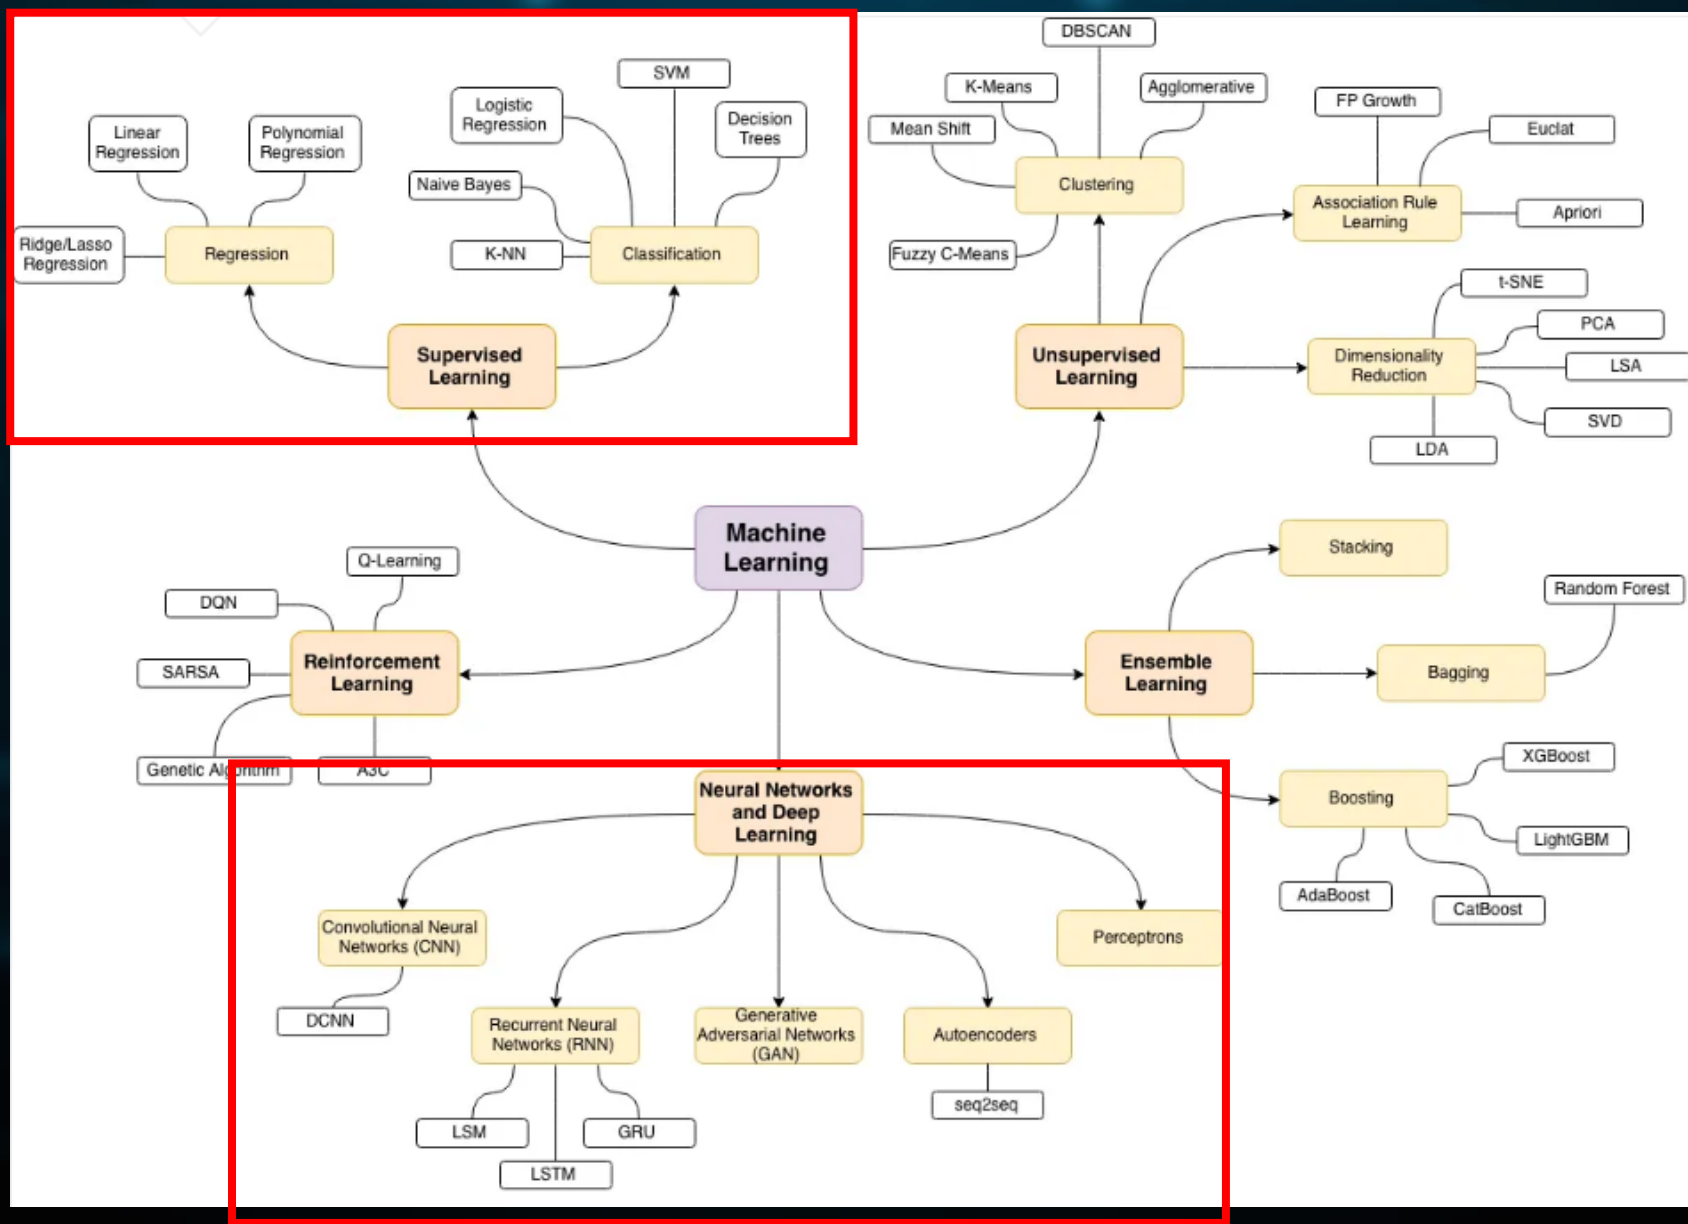 DBSCAN
SVM
K-Means
Agglomerative
Logistic
Regression
FP Growth
Decision
Trees
Linear
Regression
Polynomial
Regression
Mean Shift
Euclat
Naive Bayes
Clustering
Association Rule
Learning
Apriori
Ridge/Lasso
Regression
Regression
K-NN
Classification
Fuzzy C-Means
t-SNE
PCA
Supervised
Learning
Unsupervised
Learning
Dimensionality
Reduction
LSA
SVD
LDA
Machine
Learning
Stacking
Q-Learning
DQN
Random Forest
SARSA
Reinforcement
Learning
Ensemble
Learning
Bagging
Genetic Algorithm
A3C
XGBoost
Neural Networks
and Deep
Learning
Boosting
LightGBM
AdaBoost
CatBoost
Convolutional Neural
Networks (CNN)
Perceptrons
DCNN
Recurrent Neural
Networks (RNN)
Generative
Adversarial Networks
(GAN)
Autoencoders
seq2seq
LSM
GRU
LSTM